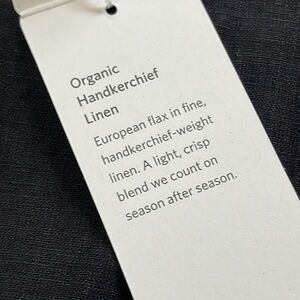 Organic
Handkerchief
Linen
European flax in fine,
handkerchief-weight
linen. A light, crisp
blend we count on
season after season.